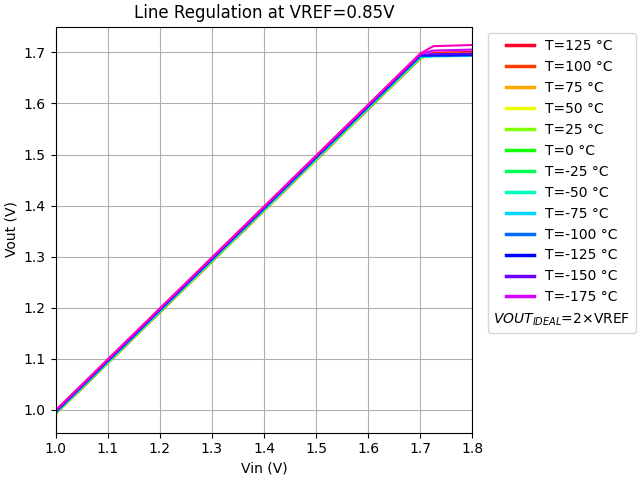 Line Regulation at VREF=0.85V
Vout (V)
1.7
1.6
1.5
1.4
1.3
1.2
1.1
1.0
1.0 1.1 1.2 1.3 1.4 1.5 1.6 1.7 1.8
Vin (V)
T=125 °C
T=100 °C
T=75 °C
T=50 °C
T=25 °C
T=0 °C
T=-25 °C
T=-50 °C
T=-75 °C
T=-100 °C
T=-125 °C
T=-150 °C
T=-175 °C
VOUT_IDEAL=2×VREF